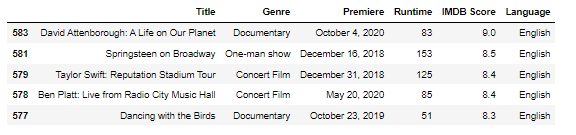 Title Genre Premiere Runtime IMDB Score Language
583 David Attenborough: A Life on Our Planet Documentary October 4, 2020 83 9.0 English
581 Springsteen on Broadway One-man show December 16, 2018 153 8.5 English
579 Taylor Swift: Reputation Stadium Tour Concert Film December 31, 2018 125 8.4 English
578 Ben Platt: Live from Radio City Music Hall Concert Film May 20, 2020 85 8.4 English
577 Dancing with the Birds Documentary October 23, 2019 51 8.3 English